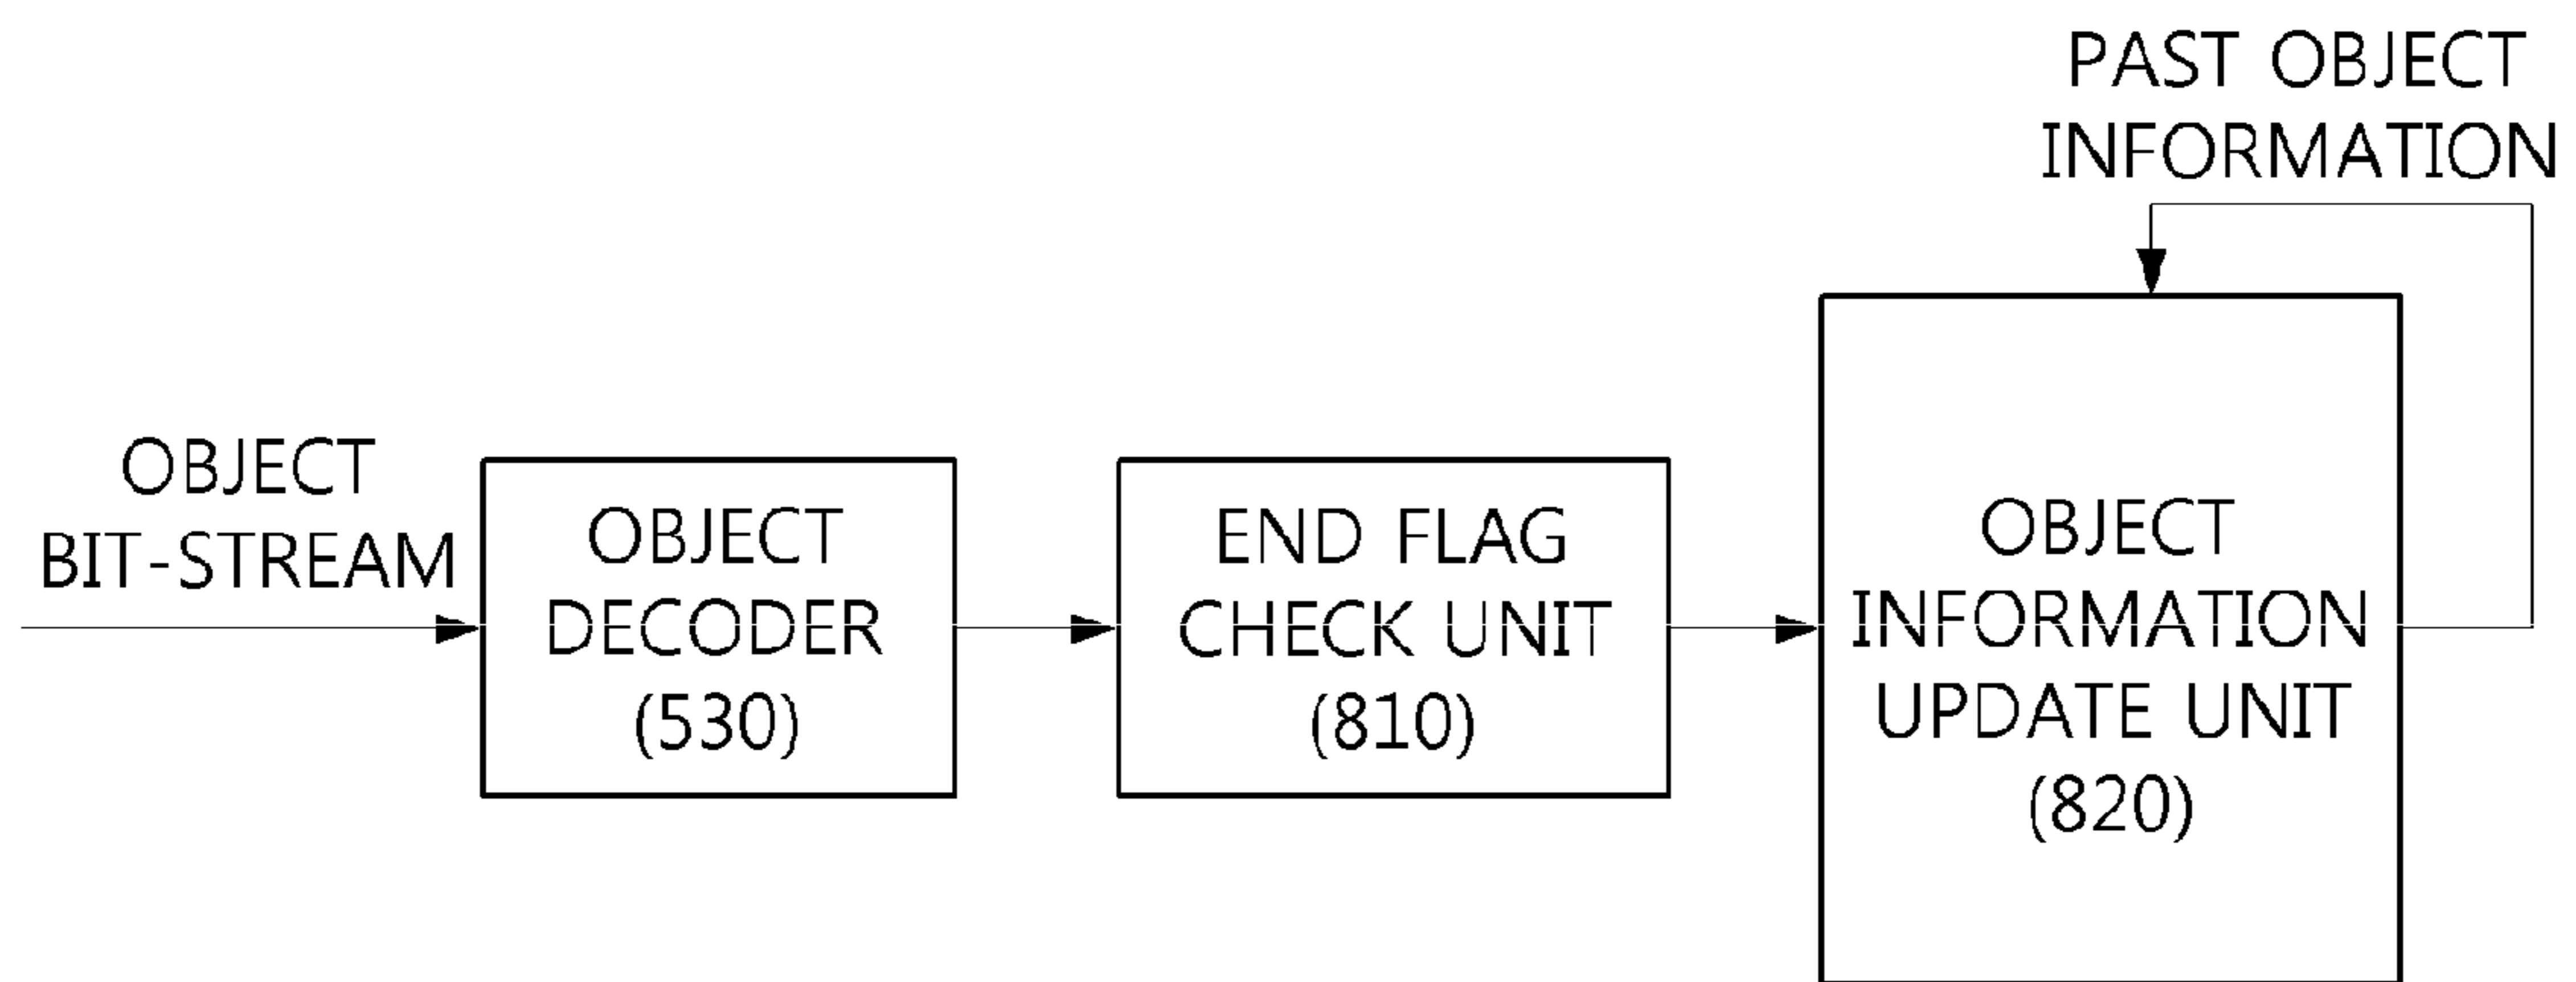 PAST OBJECT
INFORMATION
OBJECT
BIT-STREAM
OBJECT
DECODER
(530)
END FLAG
CHECK UNIT
(810)
OBJECT
INFORMATION
UPDATE UNIT
(820)